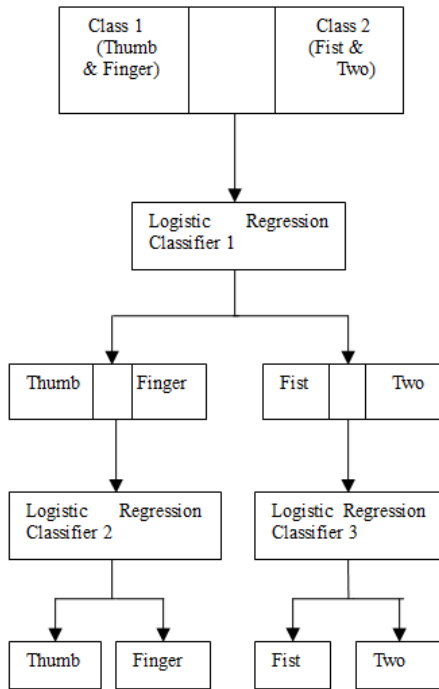 Class 1
(Thumb
& Finger)
Class 2
(Fist &
Two)
Logistic Regression
Classifier 1
Thumb
Finger
Fist
Two
Logistic Regression
Classifier 2
Logistic Regression
Classifier 3
Thumb
Finger
Fist
Two